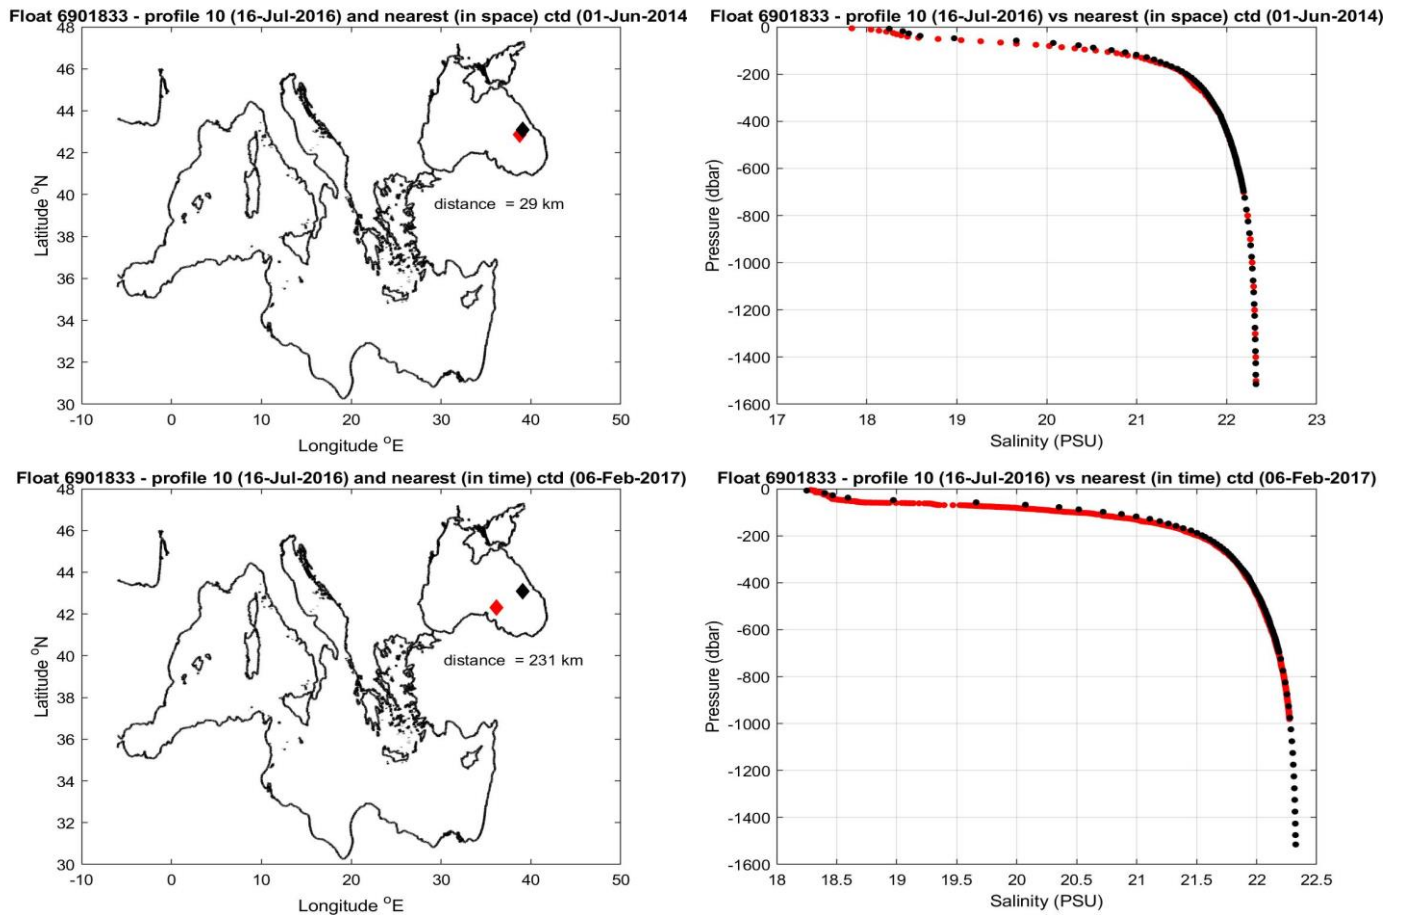 Float 6901833 - profile 10 (16-Jul-2016) and nearest (in space) ctd (01-Jun-2014
48
46
44
42
40
38
36
34
32
30
-10 0 10 20 30 40 50
Latitude °N
Longitude °E
distance = 29 km
Float 6901833 - profile 10 (16-Jul-2016) vs nearest (in space) ctd (01-Jun-2014)
0
-200
-400
-600
-800
-1000
-1200
-1400
-1600
17 18 19 20 21 22 23
Pressure (dbar)
Salinity (PSU)
Float 6901833 - profile 10 (16-Jul-2016) and nearest (in time) ctd (06-Feb-2017)
48
46
44
42
40
38
36
34
32
30
-10 0 10 20 30 40 50
Latitude °N
Longitude °E
distance = 231 km
Float 6901833 - profile 10 (16-Jul-2016) vs nearest (in time) ctd (06-Feb-2017)
0
-200
-400
-600
-800
-1000
-1200
-1400
-1600
18 18.5 19 19.5 20 20.5 21 21.5 22 22.5
Pressure (dbar)
Salinity (PSU)